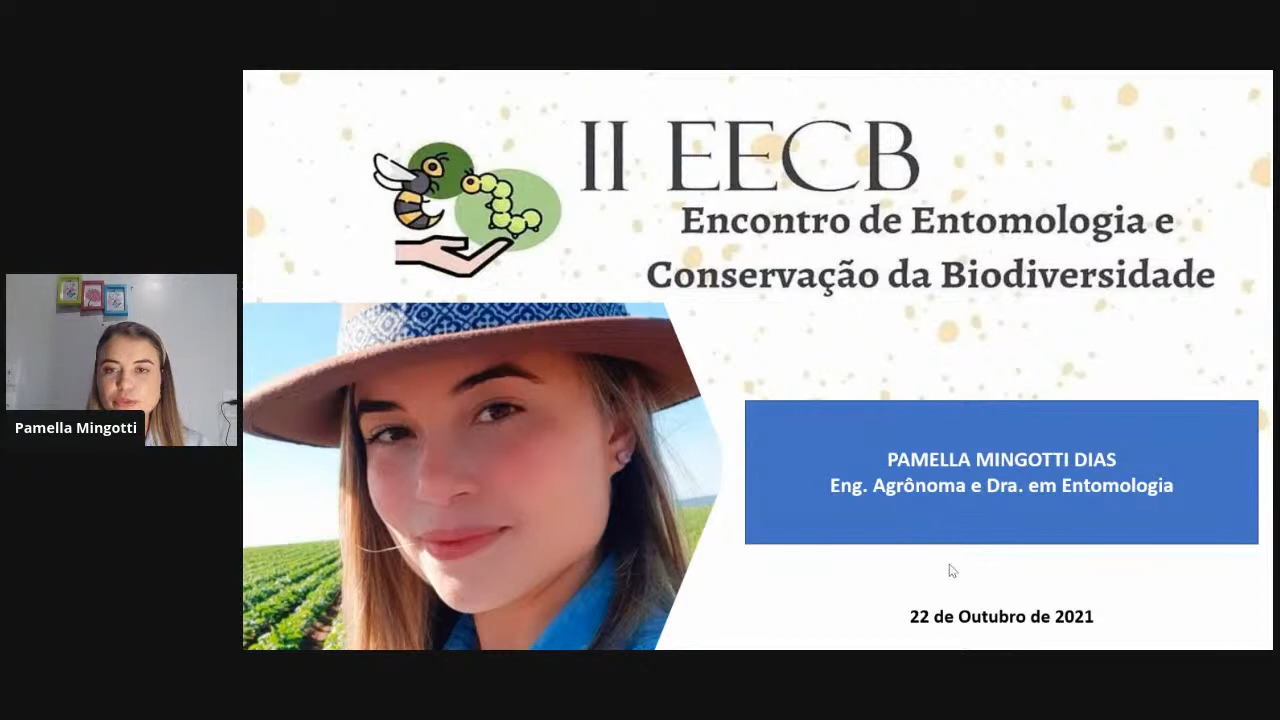 II EECB
Encontro de Entomologia e
Conservação da Biodiversidade
Pamella Mingotti
PAMELLA MINGOTTI DIAS
Eng. Agrônoma e Dra. em Entomologia
22 de Outubro de 2021